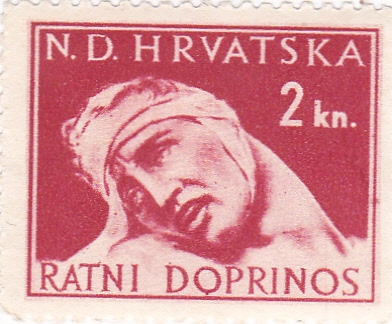 N.D. HRVATSKA
2 kn.
RATNI DOPRINOS